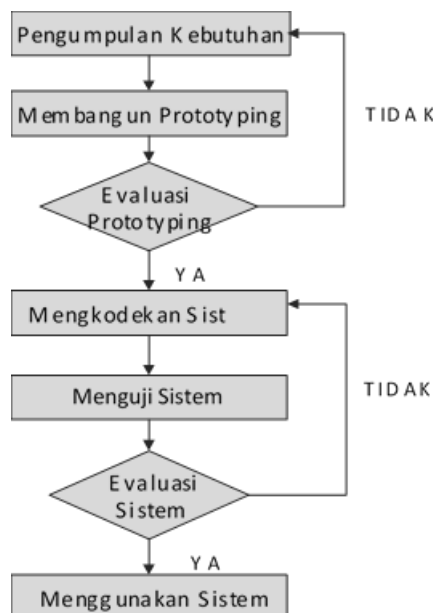 Pengumpulan Kebutuhan
Membangun Prototyping
TIDAK
Evaluasi
Prototyping
YA
Mengkodekan Sist
Menguji Sistem
TIDAK
Evaluasi
Sistem
YA
Menggunakan Sistem